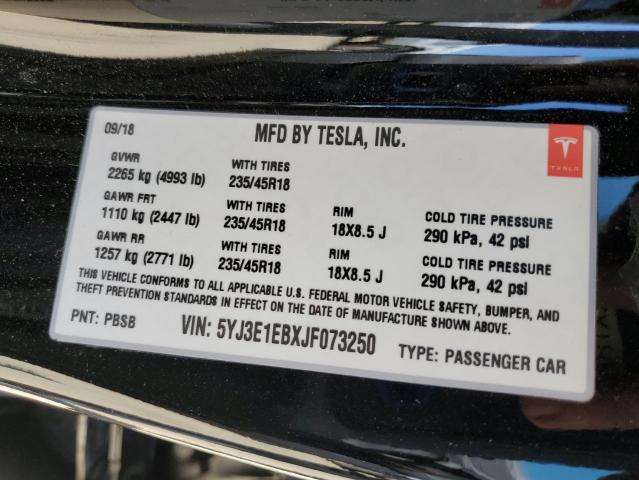 09/18
MFD BY TESLA, INC.
TESLA
GVWR
2265 kg (4993 lb)
WITH TIRES
235/45R18
GAWR FRT
1110 kg (2447 lb)
WITH TIRES
235/45R18
RIM
18X8.5 J
COLD TIRE PRESSURE
290 kPa, 42 psi
GAWR RR
1257 kg (2771 lb)
WITH TIRES
235/45R18
RIM
18X8.5 J
COLD TIRE PRESSURE
290 kPa, 42 psi
THIS VEHICLE CONFORMS TO ALL APPLICABLE U.S. FEDERAL MOTOR VEHICLE SAFETY, BUMPER, AND
THEFT PREVENTION STANDARDS IN EFFECT ON THE DATE OF MANUFACTURE SHOWN ABOVE.
PNT: PBSB
VIN: 5YJ3E1EBXJF073250
TYPE: PASSENGER CAR